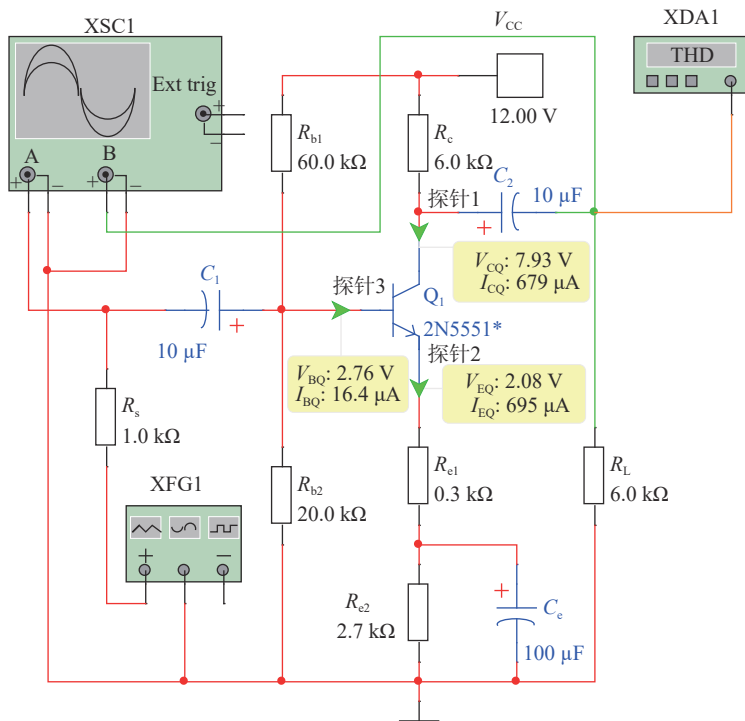 XSC1
V_CC
XDA1
THD
Ext trig
+
−
A
B
+ − + −
12.00 V
R_b1
60.0 kΩ
R_c
6.0 kΩ
C_2
10 μF
+
探针1
V_CQ: 7.93 V
I_CQ: 679 μA
C_1
+
10 μF
探针3
Q_1
2N5551*
V_BQ: 2.76 V
I_BQ: 16.4 μA
探针2
V_EQ: 2.08 V
I_EQ: 695 μA
R_s
1.0 kΩ
XFG1
+ −
R_b2
20.0 kΩ
R_e1
0.3 kΩ
R_L
6.0 kΩ
R_e2
2.7 kΩ
+
C_e
100 μF